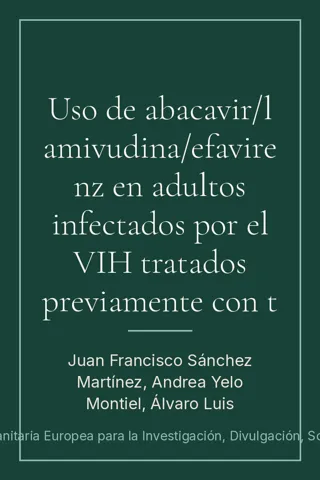 Uso de abacavir/l
amivudina/efavire
nz en adultos
infectados por el
VIH tratados
previamente con t
Juan Francisco Sánchez
Martínez, Andrea Yelo
Montiel, Álvaro Luis
anitaría Europea para la Investigación, Divulgación, So